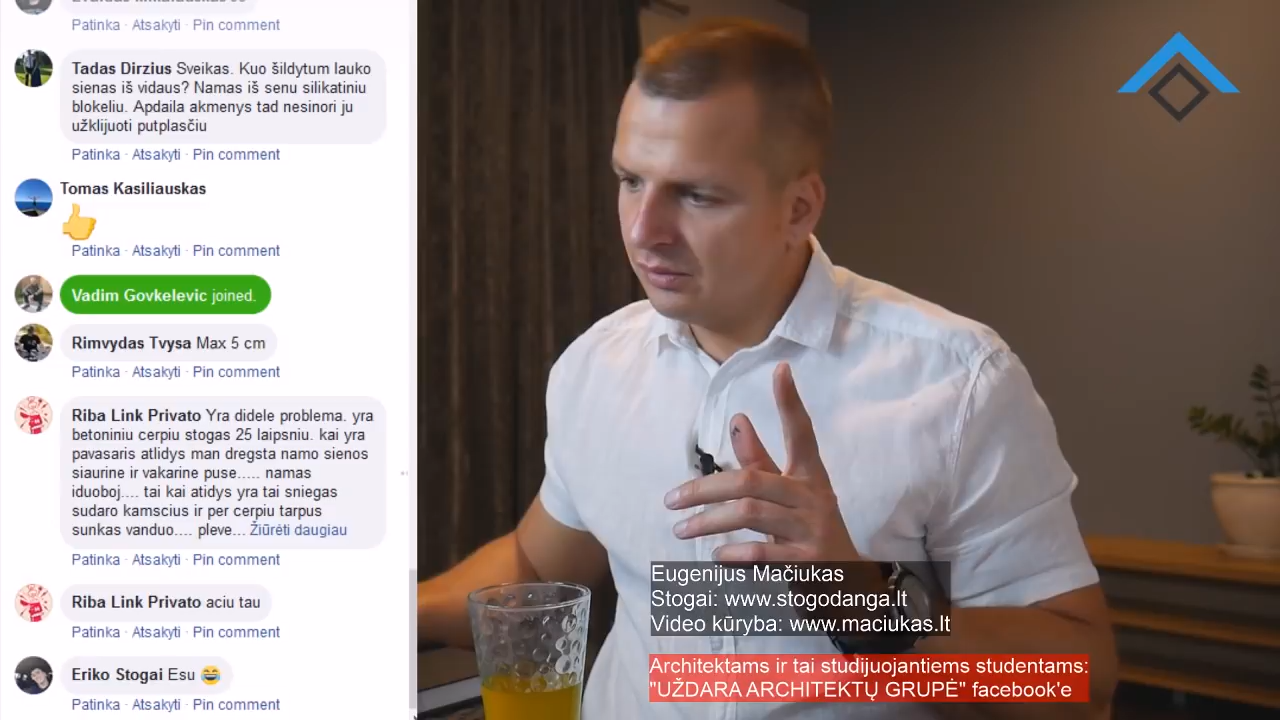 Patinka · Atsakyti · Pin comment
Tadas Dirzius Sveikas. Kuo šildytum lauko
sienas iš vidaus? Namas iš senu silikatiniu
blokeliu. Apdaila akmenys tad nesinori ju
užklijuoti putplasčiu
Patinka · Atsakyti · Pin comment
Tomas Kasiliauskas
Patinka · Atsakyti · Pin comment
Vadim Govkelevic joined.
Rimvydas Tvysa Max 5 cm
Patinka · Atsakyti · Pin comment
Riba Link Privato Yra didele problema. yra
betoniniu cerpiu stogas 25 laipsniu. kai yra
pavasaris atlidys man dregsta namo sienos
siaurine ir vakarine puse..... namas
iduoboj.... tai kai atidys yra tai sniegas
sudaro kamscius ir per cerpiu tarpus
sunkas vanduo.... pleve... Žiūrėti daugiau
Patinka · Atsakyti · Pin comment
Riba Link Privato aciu tau
Patinka · Atsakyti · Pin comment
Eriko Stogai Esu 😅
Patinka · Atsakyti · Pin comment
Eugenijus Mačiukas
Stogai: www.stogodanga.lt
Video kūryba: www.maciukas.lt
Architektams ir tai studijuojantiems studentams:
"UŽDARA ARCHITEKTŲ GRUPĖ" facebook'e